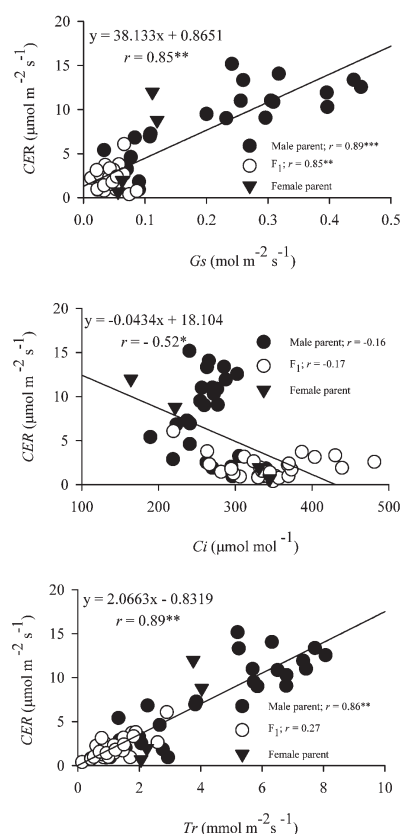 y = 38.133x + 0.8651
r = 0.85**
CER (μmol m-2 s-1)
20
15
10
5
0
Male parent; r = 0.89***
F1; r = 0.85**
Female parent
0.0 0.1 0.2 0.3 0.4 0.5
Gs (mol m-2 s-1)
y = -0.0434x + 18.104
r = - 0.52*
CER (μmol m-2 s-1)
20
15
10
5
0
Male parent; r = -0.16
F1; r = -0.17
Female parent
100 200 300 400 500
Ci (μmol mol -1)
y = 2.0663x - 0.8319
r = 0.89**
CER (μmol m-2 s-1)
20
15
10
5
0
Male parent; r = 0.86**
F1; r = 0.27
Female parent
0 2 4 6 8 10
Tr (mmol m-2 s-1)